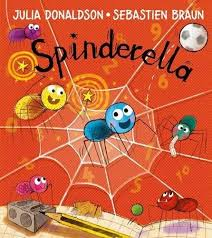 JULIA DONALDSON • SEBASTIEN BRAUN
Spinderella